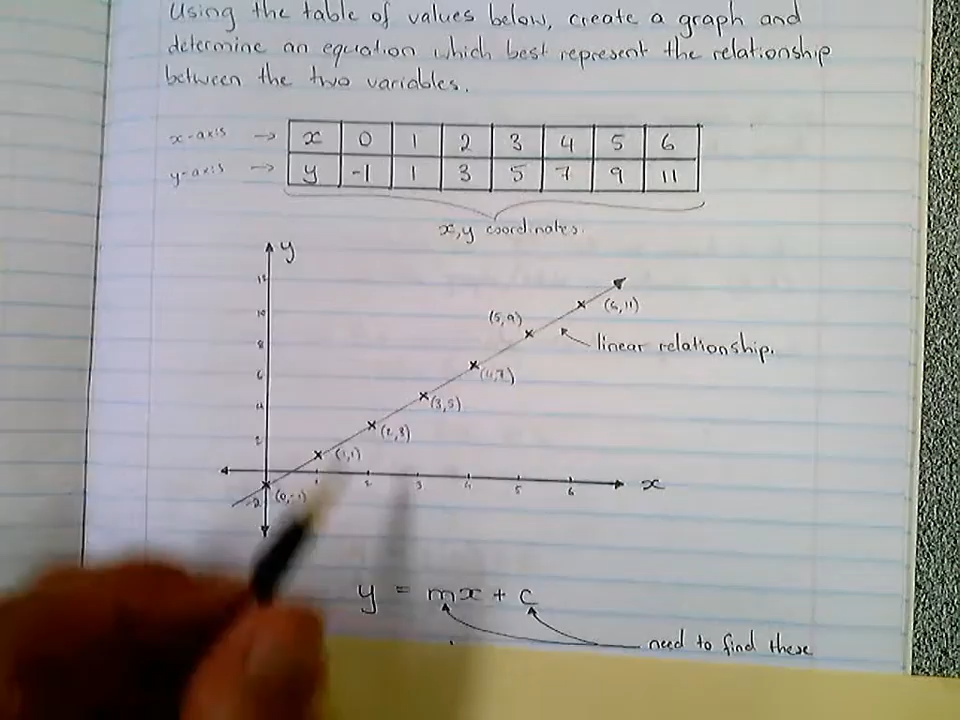 Using the table of values below, create a graph and
determine an equation which best represent the relationship
between the two variables.
x-axis → x 0 1 2 3 4 5 6
y-axis → y -1 1 3 5 7 9 11
x,y coordinates.
y
12
10
(5,9)
(6,11)
8
linear relationship.
6
(4,7)
4
(3,5)
2
(2,3)
(1,1)
1 2 3 4 5 6 x
-2 (0,-1)
y = mx + c
need to find these